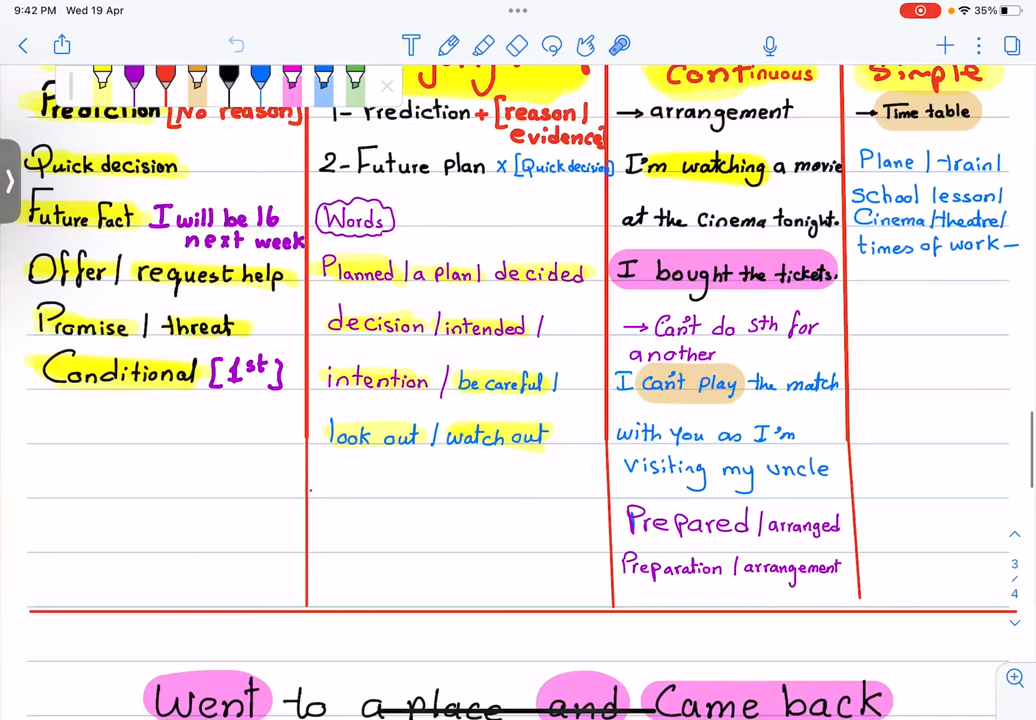 9:42 PM Wed 19 Apr
35%
Continuous
Simple
Prediction [No reason]
Quick decision
Future Fact I will be 16
next week
Offer / request help
Promise / threat
Conditional [1st]
1- Prediction + [reason /
evidence]
2- Future plan x [Quick decision]
Words
Planned / a plan / decided
decision / intended /
intention / be careful /
look out / watch out
→ arrangement
I'm watching a movie
at the Cinema tonight.
I bought the tickets.
→ Can't do sth for
another
I can't play the match
with you as I'm
visiting my uncle
Prepared / arranged
Preparation / arrangement
→ Time table
Plane / train /
school lesson /
Cinema / theatre /
times of work —
3
/
4
Went to a place and Came back